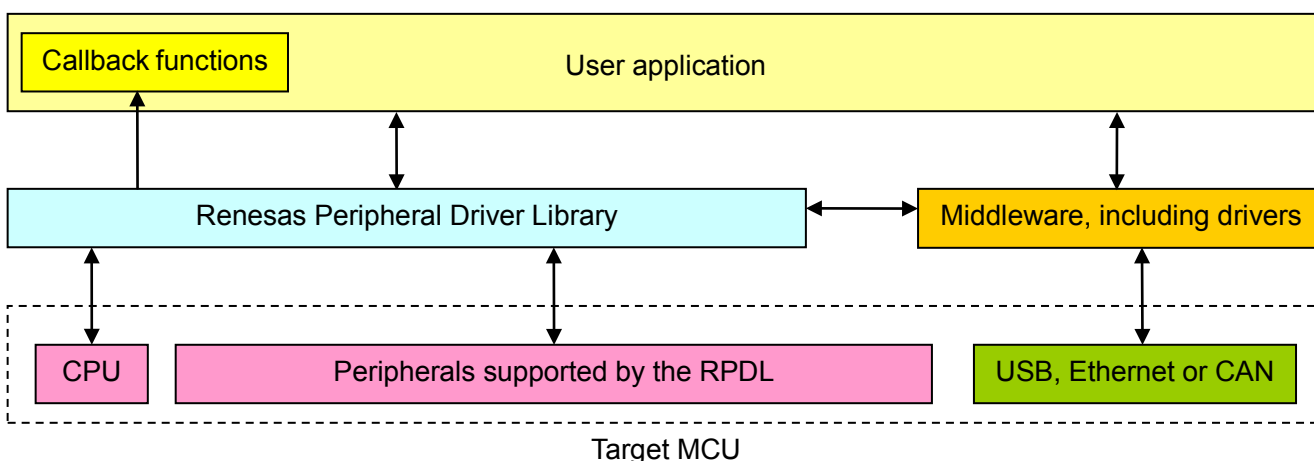 Callback functions
User application
Renesas Peripheral Driver Library
Middleware, including drivers
CPU
Peripherals supported by the RPDL
USB, Ethernet or CAN
Target MCU